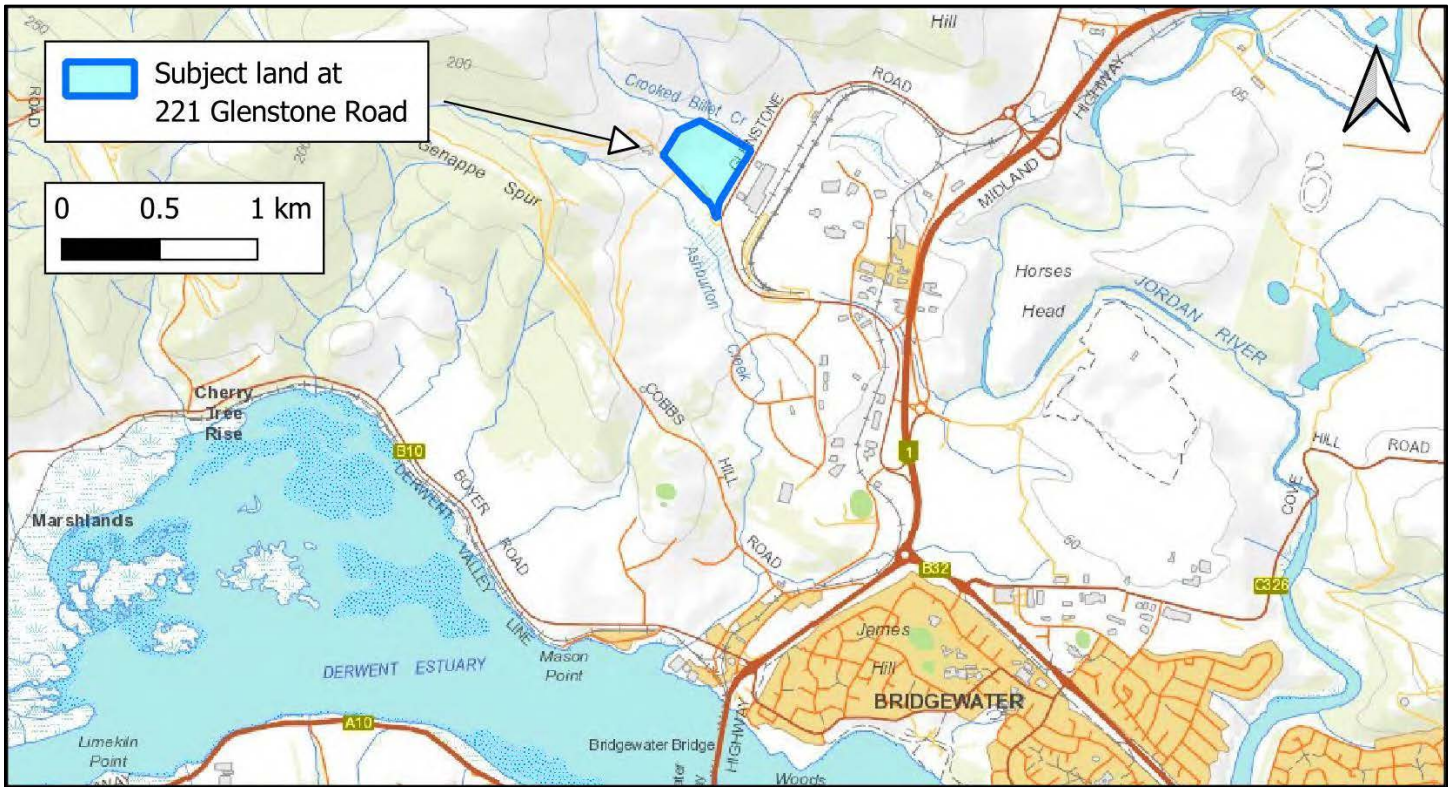 250
Hill
Subject land at
221 Glenstone Road
200
ROAD
Crooked Billet Cr
ROAD
GLENSTONE
HIGHWAY
50
Genappe Spur
0 0.5 1 km
MIDLAND
Ashburton
Creek
Horses
Head
JORDAN RIVER
Cherry
Tree
Rise
COBBS
HILL
ROAD
B10
1
HILL ROAD
DERWENT
VALLEY
LINE
BOYER
ROAD
COVE
Marshlands
60
B32
C326
James
Hill
BRIDGEWATER
Mason
Point
DERWENT ESTUARY
A10
Limekiln
Point
Bridgewater Bridge
HIGHWAY
Woods